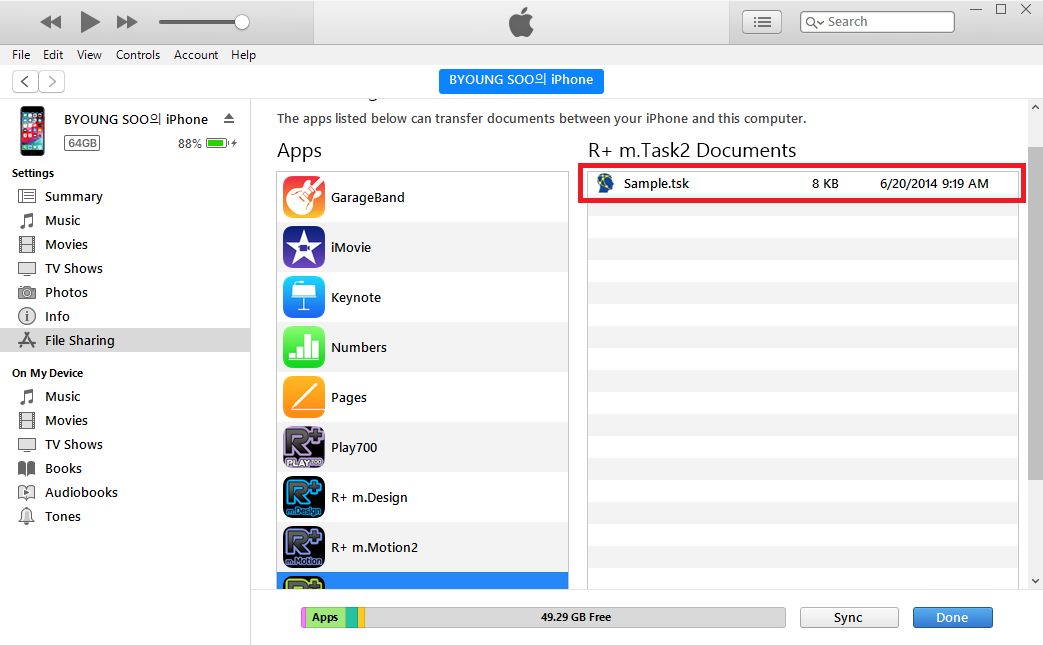 Search
File Edit View Controls Account Help
BYOUNG SOO의 iPhone
BYOUNG SOO의 iPhone
64GB
88%
Settings
Summary
Music
Movies
TV Shows
Photos
Info
File Sharing
On My Device
Music
Movies
TV Shows
Books
Audiobooks
Tones
The apps listed below can transfer documents between your iPhone and this computer.
Apps
GarageBand
iMovie
Keynote
Numbers
Pages
R+ PLAY700
Play700
R+ m.Design
R+ m.Design
R+ m.Motion
R+ m.Motion2
R+ m.Task2 Documents
Sample.tsk 8 KB 6/20/2014 9:19 AM
Apps
49.29 GB Free
Sync
Done